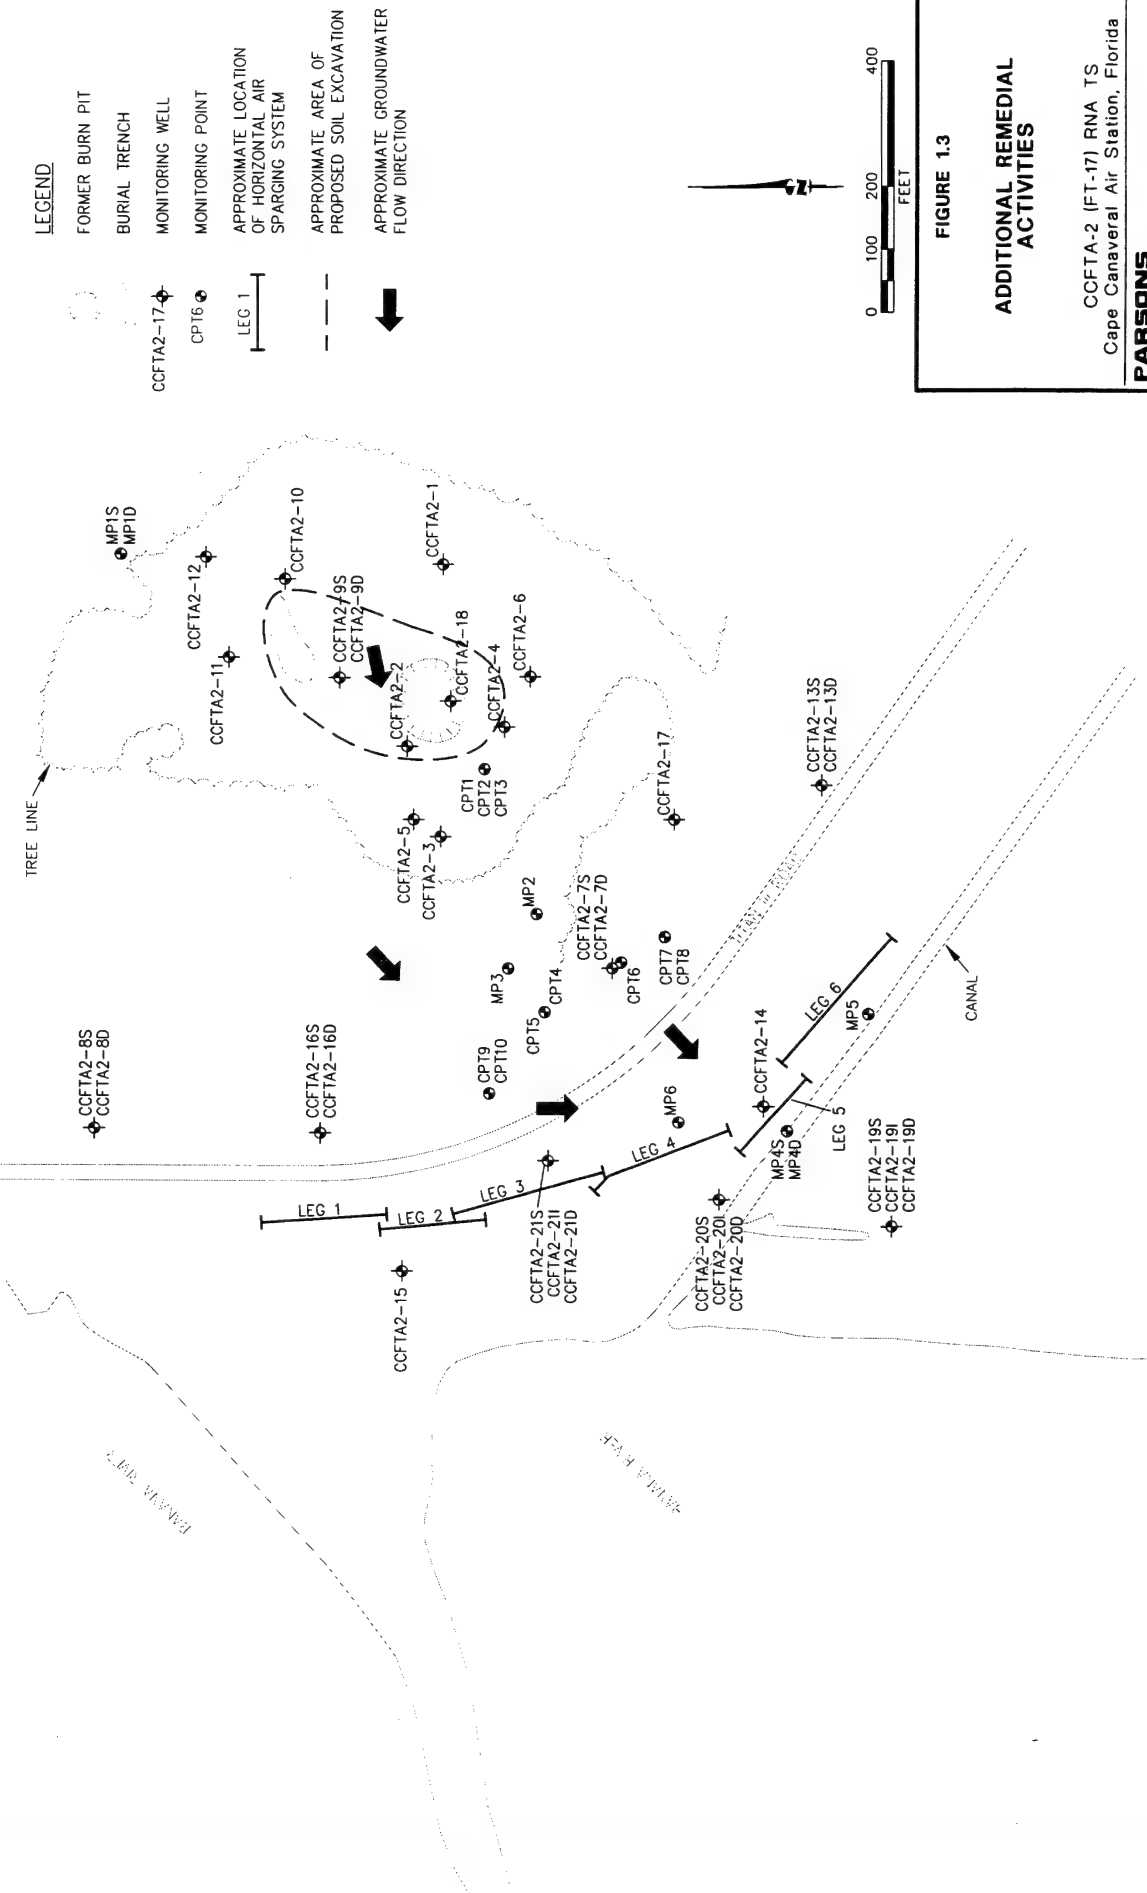 LEGEND
FORMER BURN PIT
BURIAL TRENCH
CCFTA2-17
MONITORING WELL
CPT6
MONITORING POINT
LEG 1
APPROXIMATE LOCATION
OF HORIZONTAL AIR
SPARGING SYSTEM
APPROXIMATE AREA OF
PROPOSED SOIL EXCAVATION
APPROXIMATE GROUNDWATER
FLOW DIRECTION
TREE LINE
MP1S
MP1D
CCFTA2-12
CCFTA2-11
CCFTA2-10
CCFTA2-9S
CCFTA2-9D
CCFTA2-2
CCFTA2-1
CCFTA2-18
CCFTA2-4
CCFTA2-6
CCFTA2-5
CCFTA2-3
CPT1
CPT2
CPT3
MP2
MP3
CPT4
CPT5
CCFTA2-7S
CCFTA2-7D
CPT6
CPT7
CPT8
CCFTA2-17
CCFTA2-13S
CCFTA2-13D
TITAN III ROAD
CCFTA2-8S
CCFTA2-8D
CCFTA2-16S
CCFTA2-16D
CPT9
CPT10
MP6
CCFTA2-14
LEG 6
MP5
CANAL
LEG 5
MP4S
MP4D
LEG 4
LEG 3
LEG 2
LEG 1
CCFTA2-15
CCFTA2-21S
CCFTA2-21I
CCFTA2-21D
CCFTA2-20S
CCFTA2-20I
CCFTA2-20D
CCFTA2-19S
CCFTA2-19I
CCFTA2-19D
BANANA RIVER
RIVER
N
0 100 200 400
FEET
FIGURE 1.3
ADDITIONAL REMEDIAL
ACTIVITIES
CCFTA-2 (FT-17) RNA TS
Cape Canaveral Air Station, Florida
PARSONS